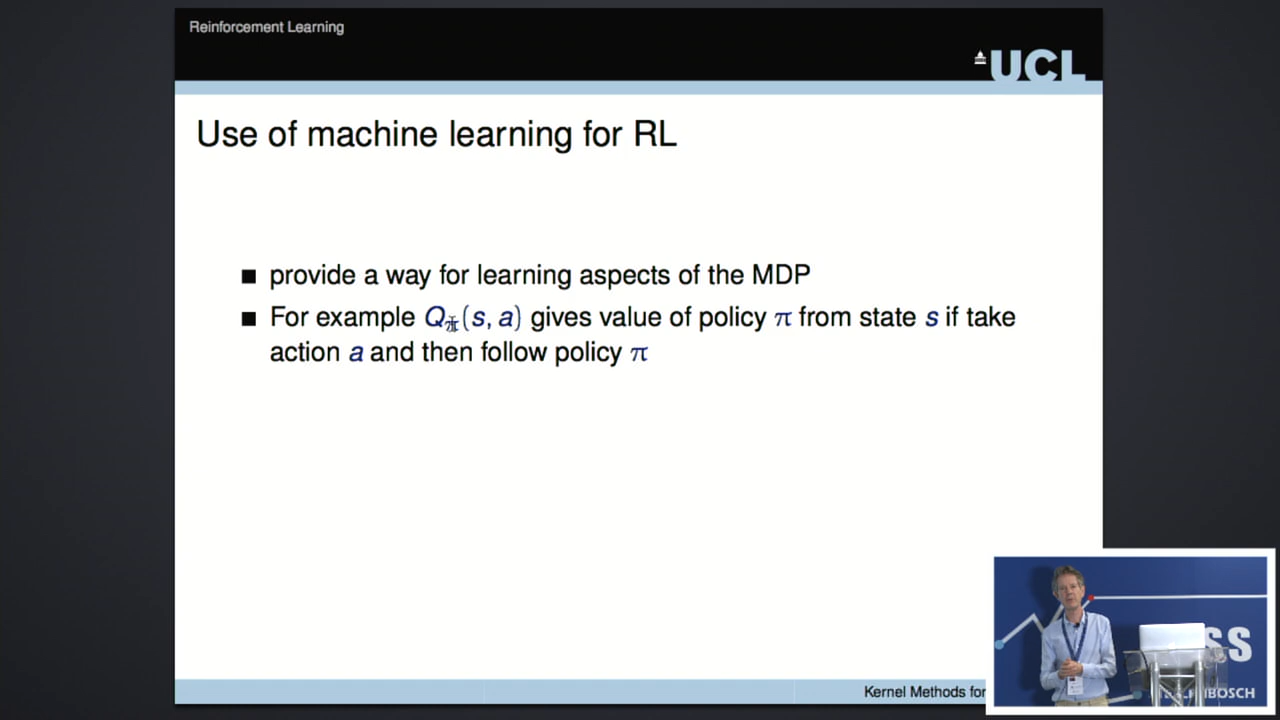 Reinforcement Learning
UCL
Use of machine learning for RL
provide a way for learning aspects of the MDP
For example Qπ(s, a) gives value of policy π from state s if take
action a and then follow policy π
Kernel Methods for
SS
BOSCH